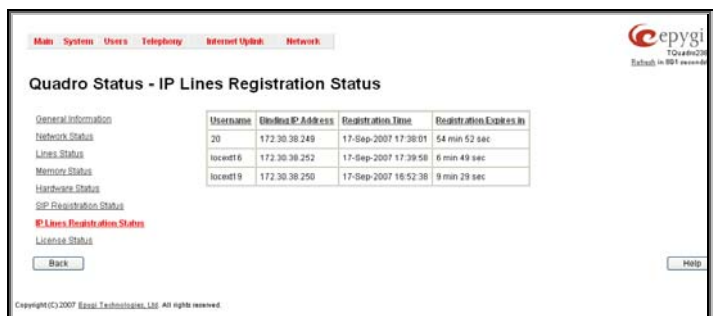 Main System Users Telephony Internet Uplink Network
epygi
TQuadro23
Refresh in 891 seconds
Quadro Status - IP Lines Registration Status
General Information
Network Status
Lines Status
Memory Status
Hardware Status
SIP Registration Status
IP Lines Registration Status
License Status
Username Binding IP Address Registration Time Registration Expires In
20 172.30.38.249 17-Sep-2007 17:38:01 54 min 52 sec
locext16 172.30.38.252 17-Sep-2007 17:39:58 6 min 49 sec
locext19 172.30.38.250 17-Sep-2007 16:52:38 9 min 29 sec
Back
Help
Copyright (C) 2007 Epygi Technologies, Ltd. All rights reserved.